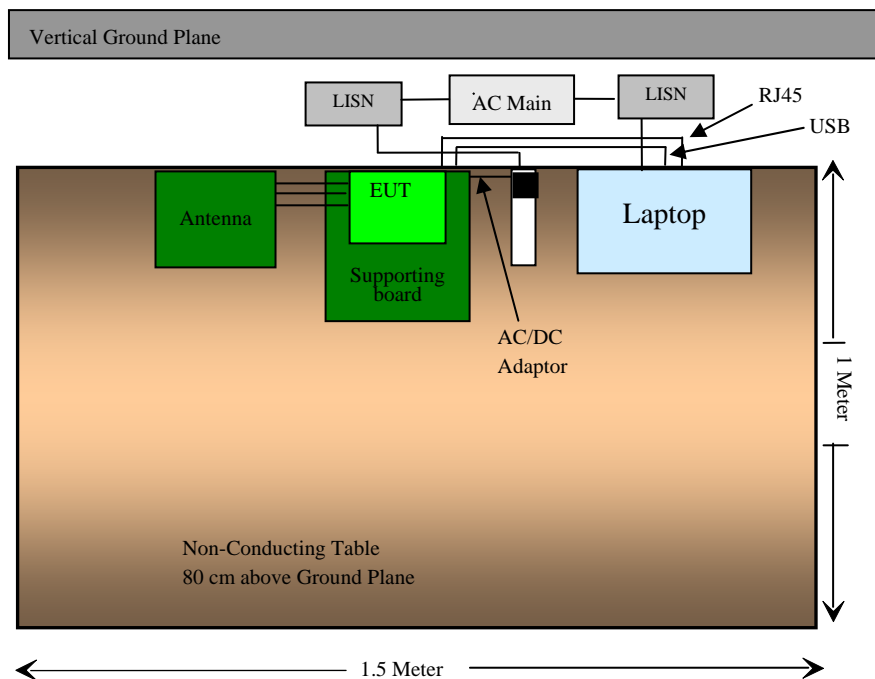 Vertical Ground Plane
LISN
AC Main
LISN
RJ45
USB
Antenna
EUT
Supporting
board
Laptop
AC/DC
Adaptor
1 Meter
Non-Conducting Table
80 cm above Ground Plane
1.5 Meter